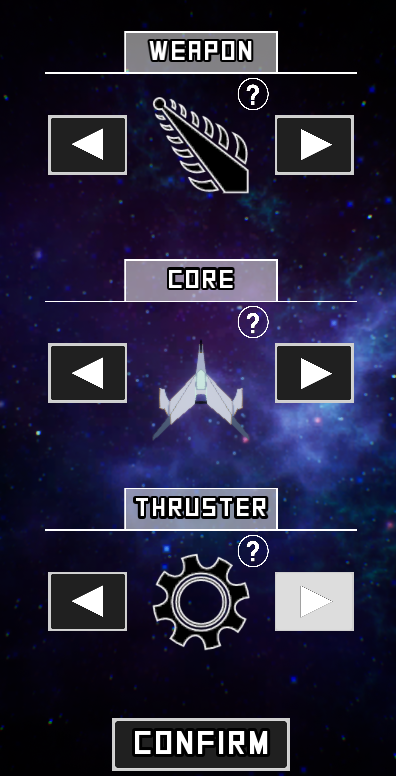 WEAPON
?
CORE
?
THRUSTER
?
CONFIRM